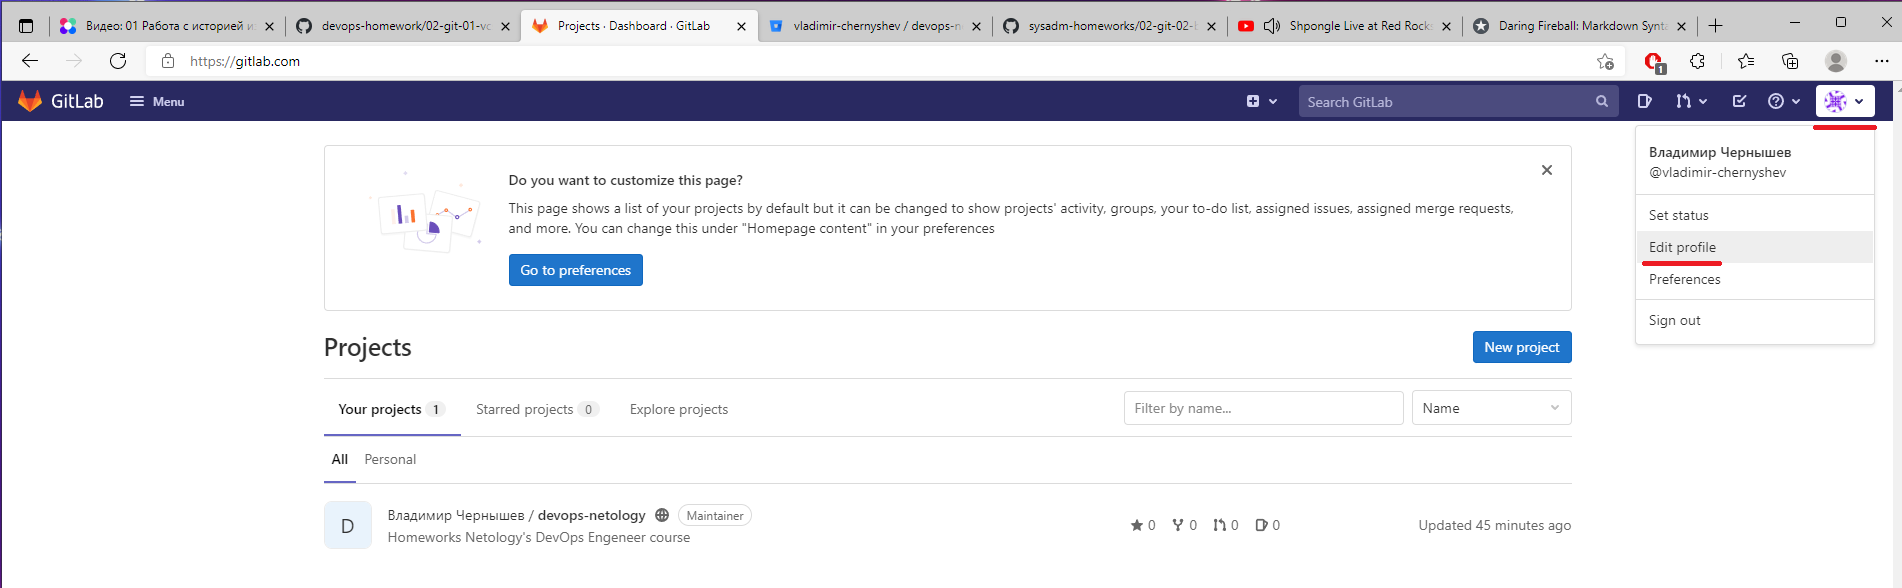 Видео: 01 Работа с историей и
devops-homework/02-git-01-vc
Projects · Dashboard · GitLab
vladimir-chernyshev / devops-n
sysadm-homeworks/02-git-02-b
Shpongle Live at Red Rocks
Daring Fireball: Markdown Synta
https://gitlab.com
1
GitLab
Menu
Search GitLab
Владимир Чернышев
@vladimir-chernyshev
Set status
Edit profile
Preferences
Sign out
Do you want to customize this page?
This page shows a list of your projects by default but it can be changed to show projects' activity, groups, your to-do list, assigned issues, assigned merge requests,
and more. You can change this under "Homepage content" in your preferences
Go to preferences
Projects
New project
Your projects 1
Starred projects 0
Explore projects
Filter by name...
Name
All
Personal
D
Владимир Чернышев / devops-netology
Maintainer
0 0 0 0
Updated 45 minutes ago
Homeworks Netology's DevOps Engeneer course